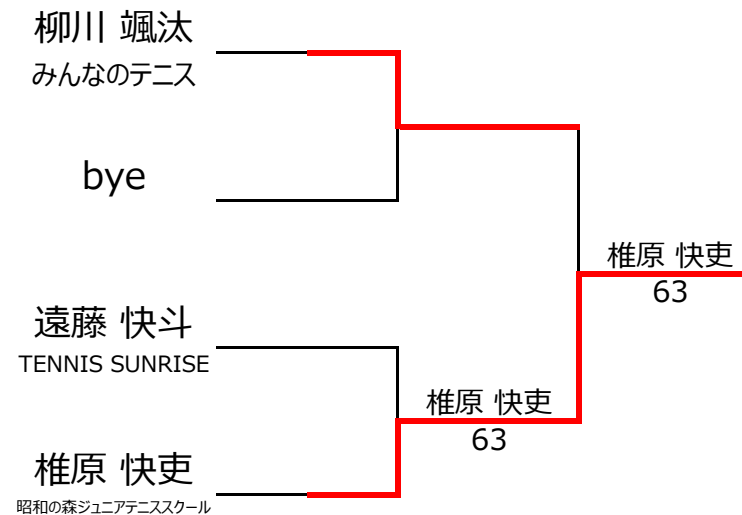 柳川 颯汰
みんなのテニス
bye
遠藤 快斗
TENNIS SUNRISE
椎原 快吏
昭和の森ジュニアテニススクール
椎原 快吏
63
椎原 快吏
63